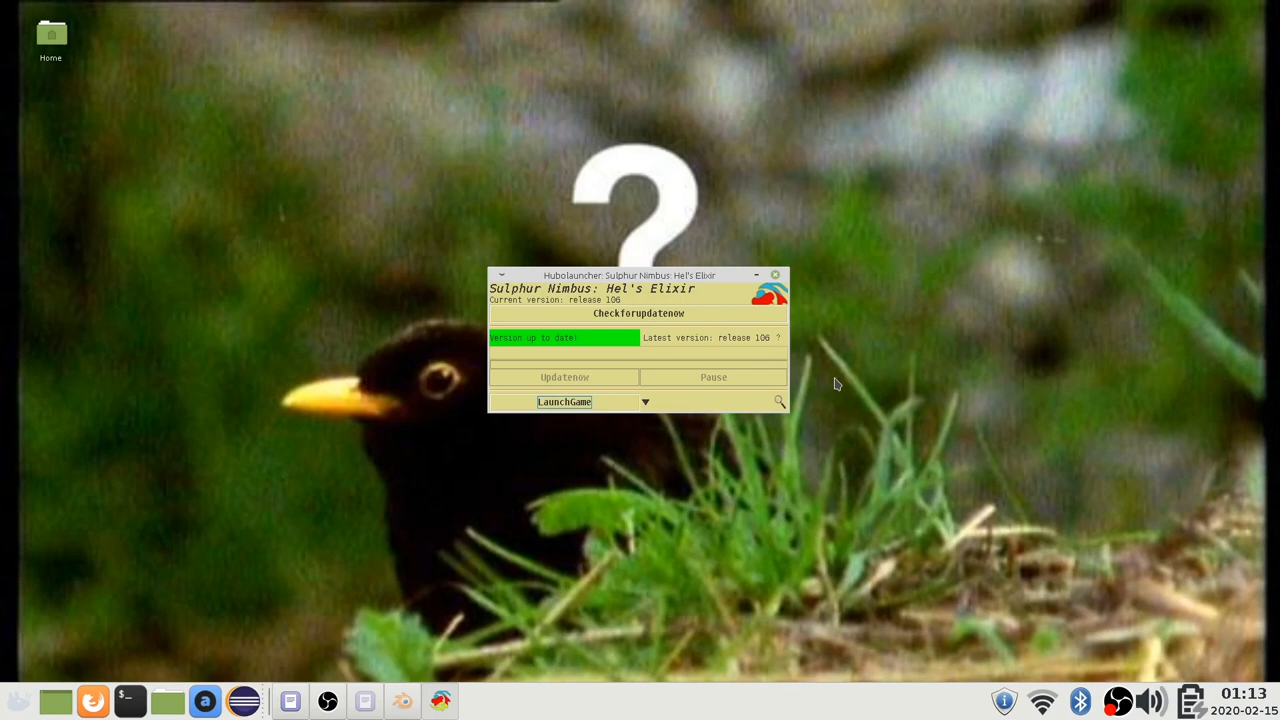 Home
?
Hubolauncher: Sulphur Nimbus: Hel's Elixir
Sulphur Nimbus: Hel's Elixir
Current version: release 106
Checkforupdatenow
Version up to date!
Latest version: release 106 ?
Updatenow
Pause
LaunchGame
$_
a
01:13
2020-02-15